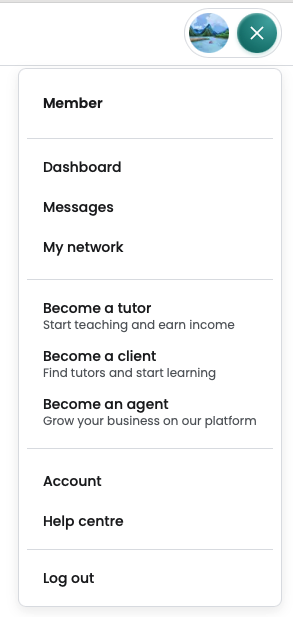 Member
Dashboard
Messages
My network
Become a tutor
Start teaching and earn income
Become a client
Find tutors and start learning
Become an agent
Grow your business on our platform
Account
Help centre
Log out